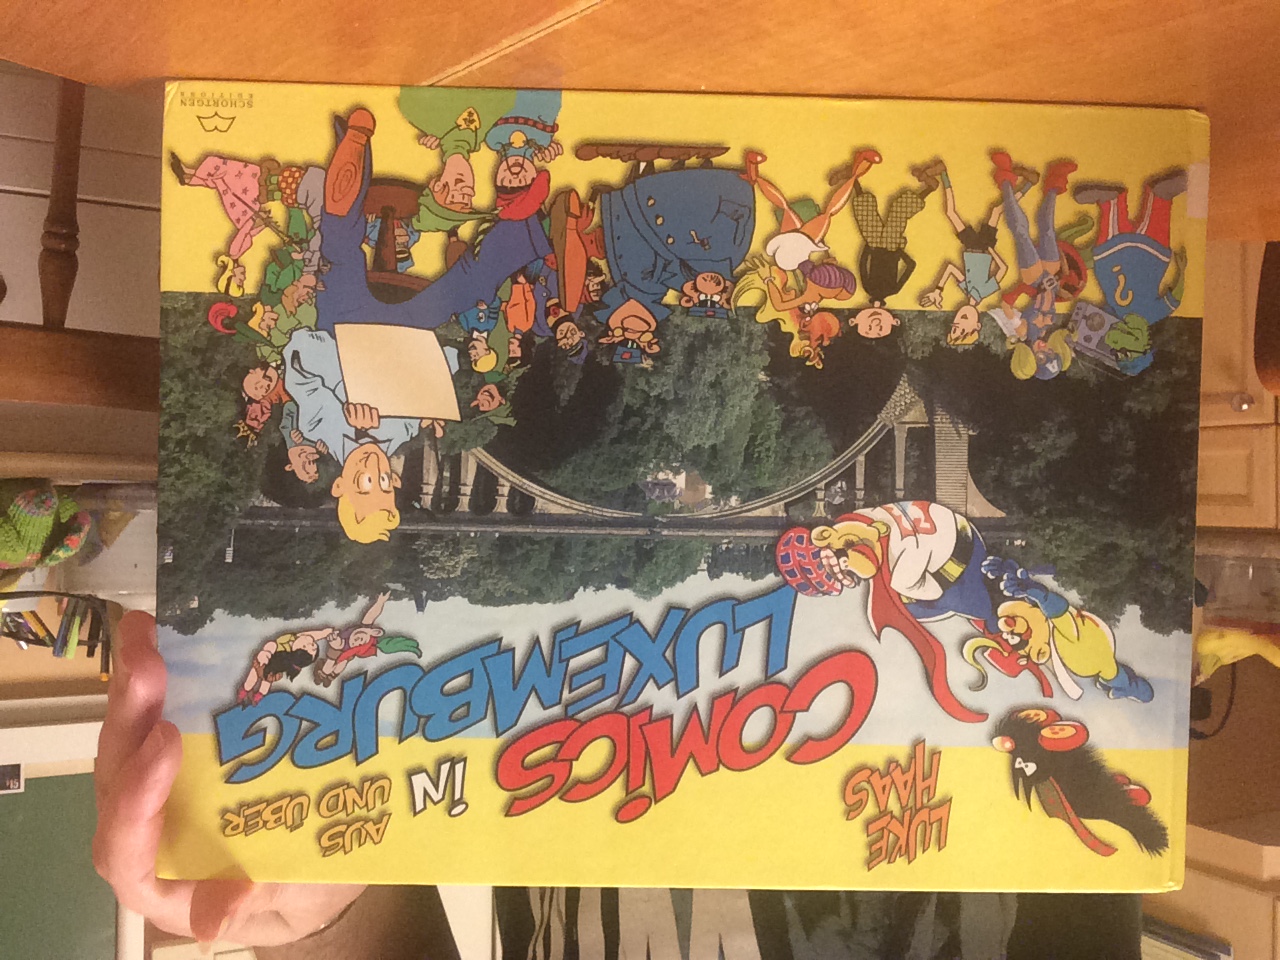 LUKE
HAAS
COMICS
IN
AUS
UND ÜBER
LUXEMBURG
SCHORTGEN
EDITIONS